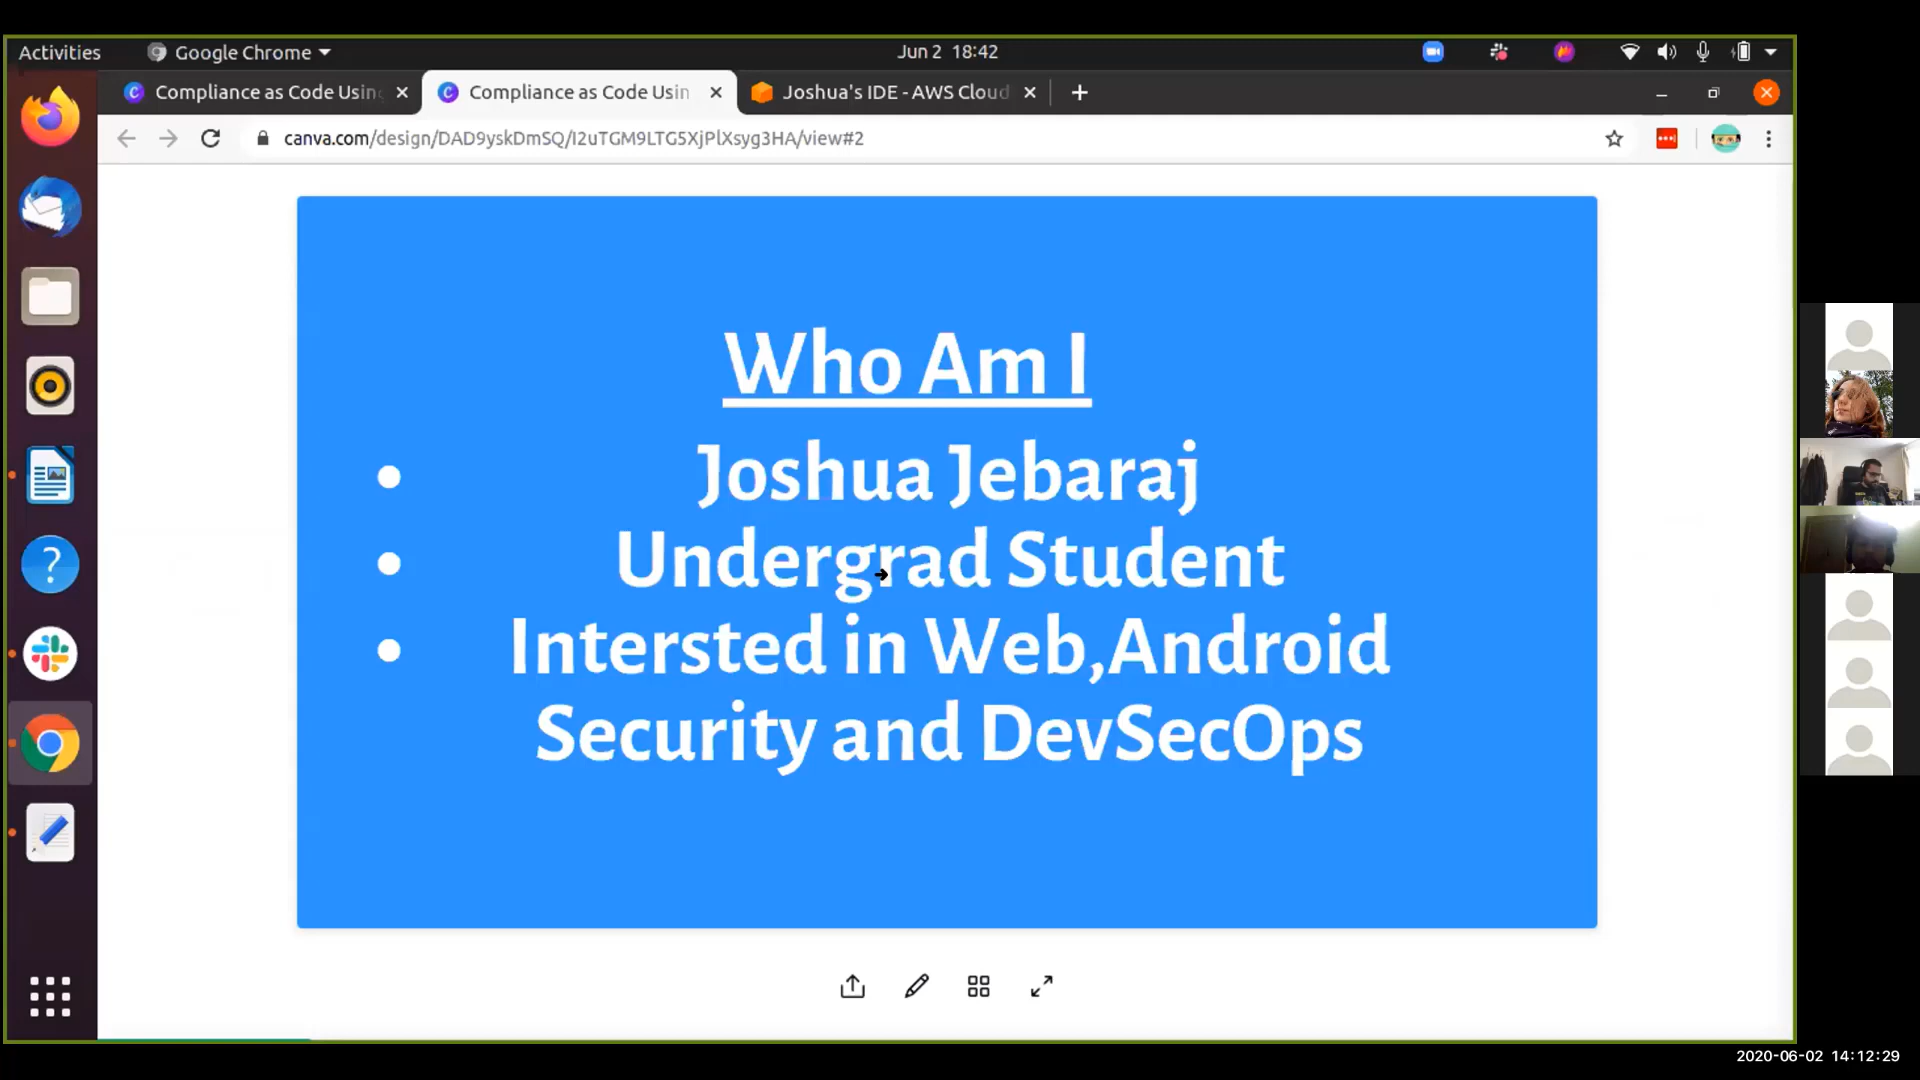 Activities
Google Chrome
Jun 2 18:42
Compliance as Code Using
Compliance as Code Usin
Joshua's IDE - AWS Cloud
canva.com/design/DAD9yskDmSQ/I2uTGM9LTG5XjPlXsyg3HA/view#2
Who Am I
Joshua Jebaraj
Undergrad Student
Intersted in Web,Android
Security and DevSecOps
2020-06-02 14:12:29